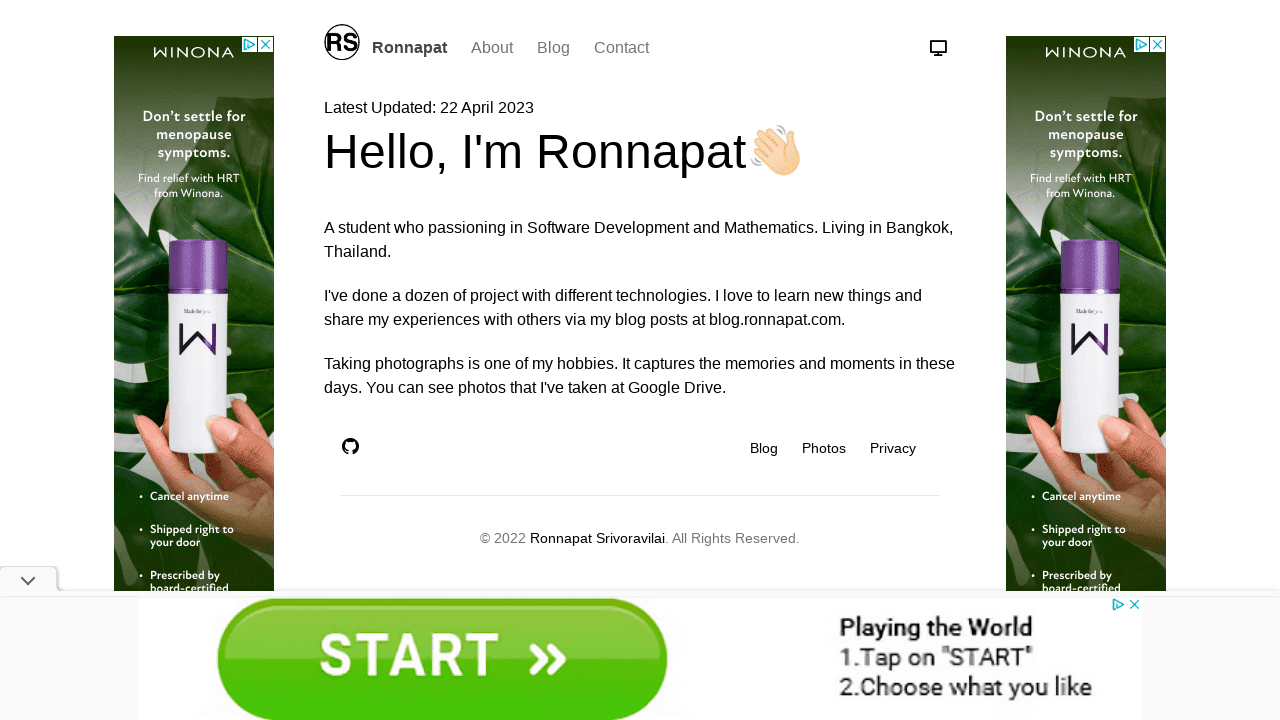 RS
Ronnapat
About
Blog
Contact
Latest Updated: 22 April 2023
Hello, I'm Ronnapat
A student who passioning in Software Development and Mathematics. Living in Bangkok,
Thailand.
I've done a dozen of project with different technologies. I love to learn new things and
share my experiences with others via my blog posts at blog.ronnapat.com.
Taking photographs is one of my hobbies. It captures the memories and moments in these
days. You can see photos that I've taken at Google Drive.
Blog
Photos
Privacy
© 2022 Ronnapat Srivoravilai. All Rights Reserved.
WINONA
Don't settle for
menopause
symptoms.
Find relief with HRT
from Winona.
Made for you
W
• Cancel anytime
• Shipped right to
your door
• Prescribed by
board-certified
WINONA
Don't settle for
menopause
symptoms.
Find relief with HRT
from Winona.
Made for you
W
• Cancel anytime
• Shipped right to
your door
• Prescribed by
board-certified
START »
Playing the World
1.Tap on "START"
2.Choose what you like